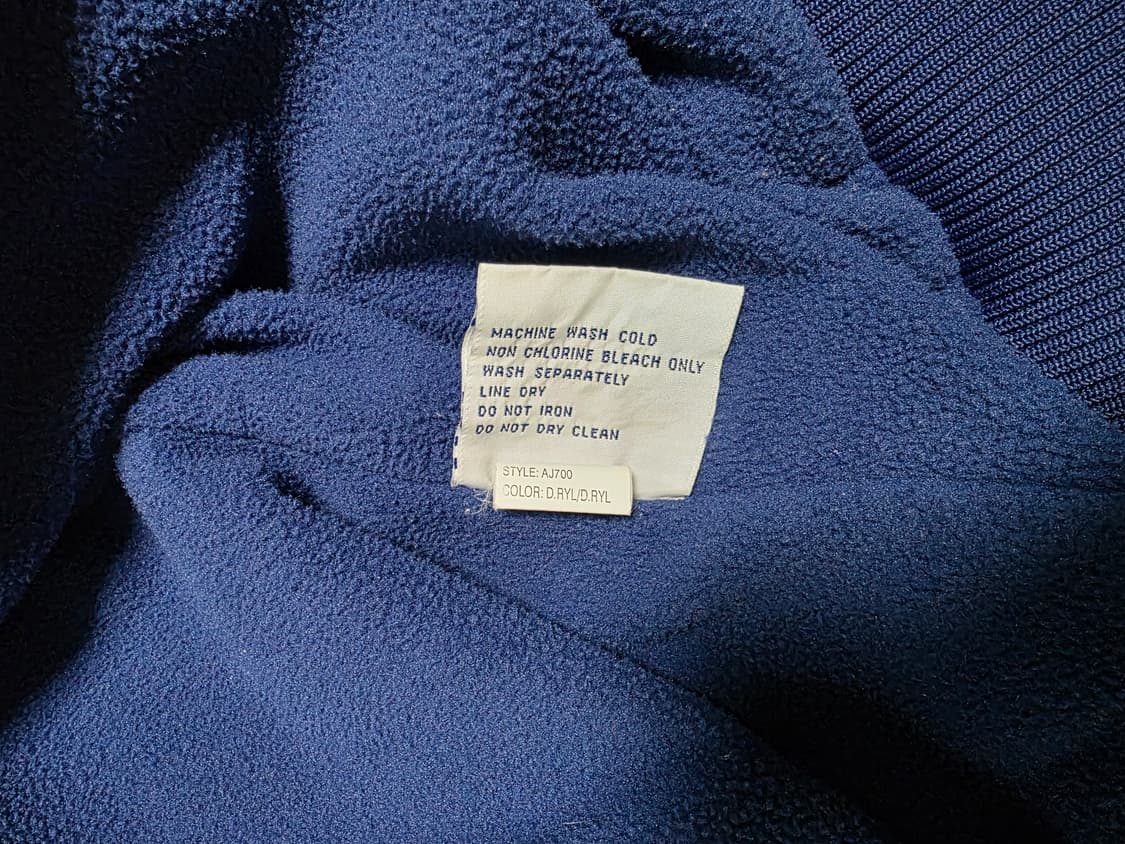 MACHINE WASH COLD
NON CHLORINE BLEACH ONLY
WASH SEPARATELY
LINE DRY
DO NOT IRON
DO NOT DRY CLEAN
STYLE: AJ700
COLOR: D.RYL/D.RYL